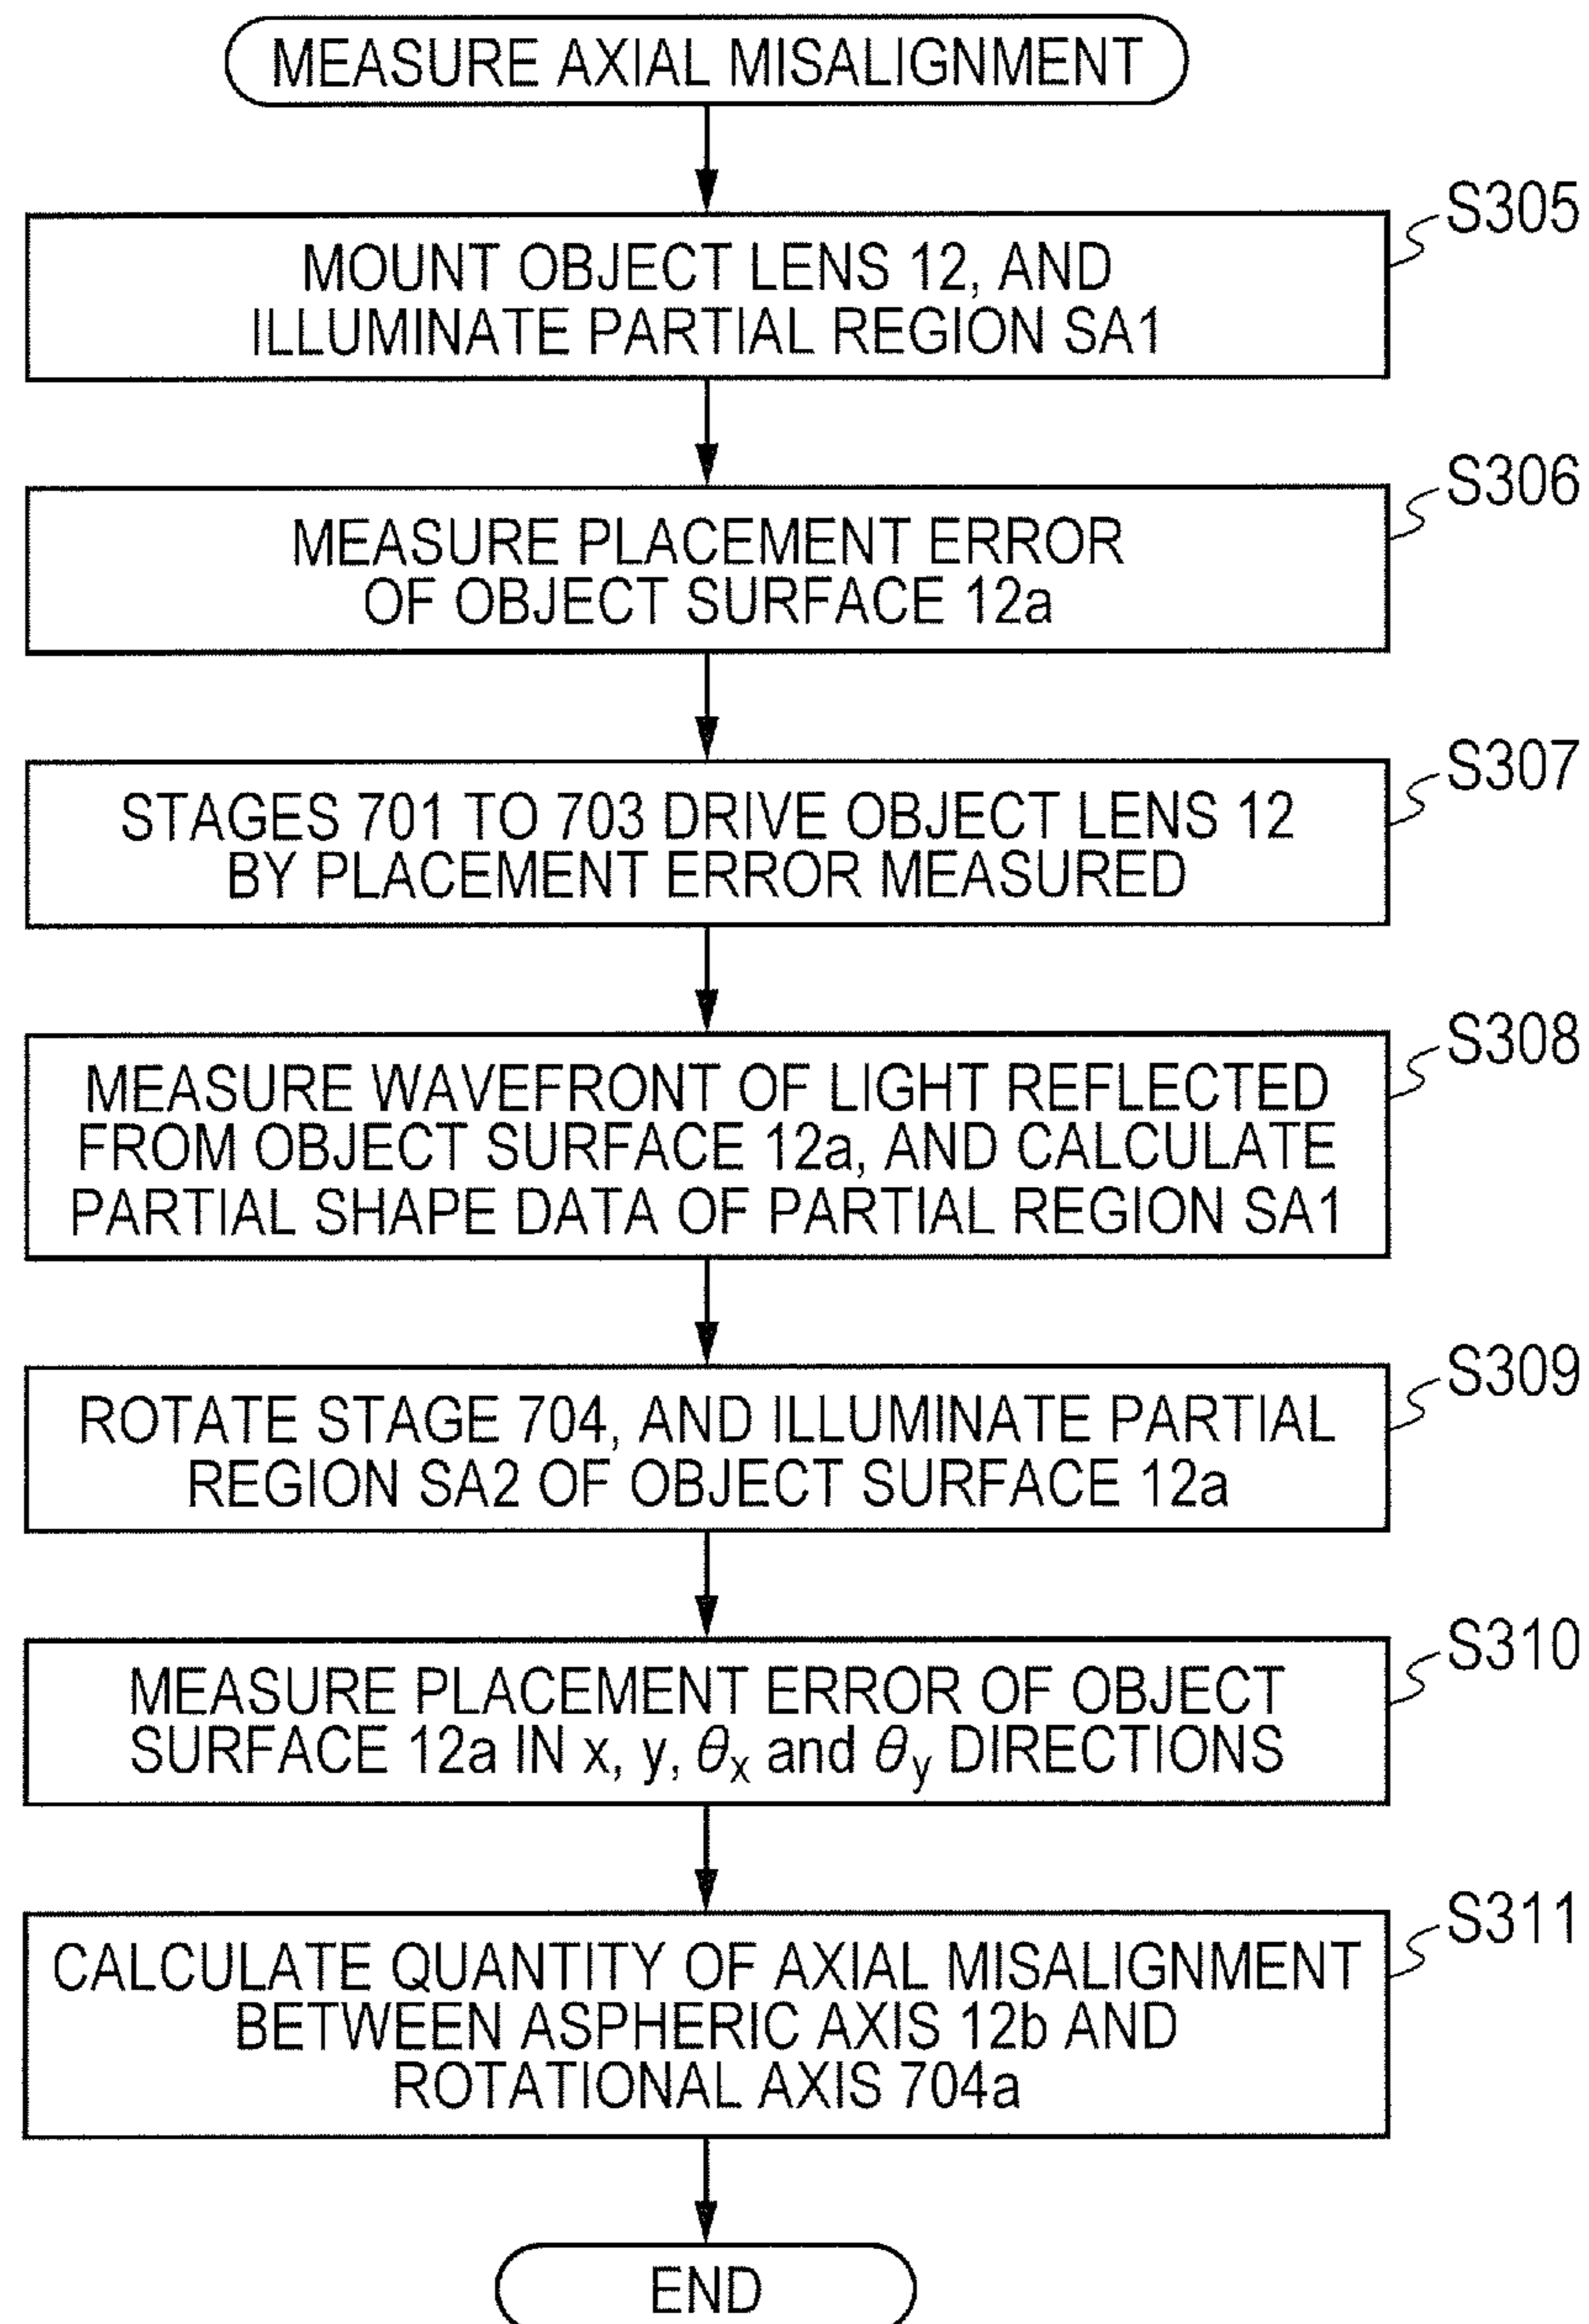 MEASURE AXIAL MISALIGNMENT
S305
MOUNT OBJECT LENS 12, AND
ILLUMINATE PARTIAL REGION SA1
S306
MEASURE PLACEMENT ERROR
OF OBJECT SURFACE 12a
S307
STAGES 701 TO 703 DRIVE OBJECT LENS 12
BY PLACEMENT ERROR MEASURED
S308
MEASURE WAVEFRONT OF LIGHT REFLECTED
FROM OBJECT SURFACE 12a, AND CALCULATE
PARTIAL SHAPE DATA OF PARTIAL REGION SA1
S309
ROTATE STAGE 704, AND ILLUMINATE PARTIAL
REGION SA2 OF OBJECT SURFACE 12a
S310
MEASURE PLACEMENT ERROR OF OBJECT
SURFACE 12a IN x, y, θx and θy DIRECTIONS
S311
CALCULATE QUANTITY OF AXIAL MISALIGNMENT
BETWEEN ASPHERIC AXIS 12b AND
ROTATIONAL AXIS 704a
END